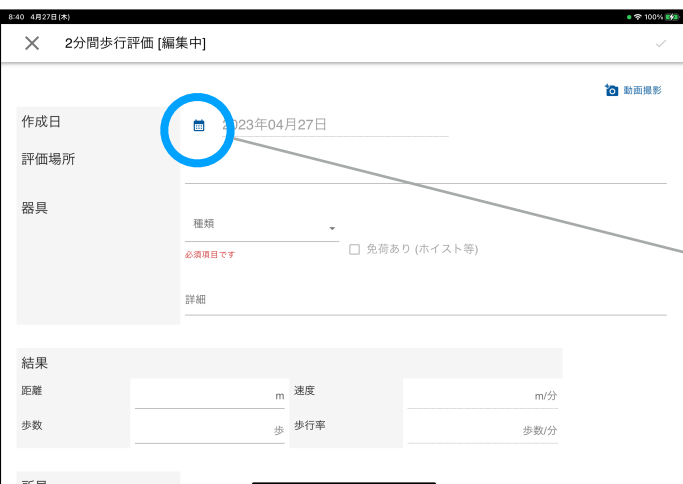 8:40 4月27日(木) 100%
2分間歩行評価 [編集中]
動画撮影
作成日 2023年04月27日
評価場所
器具
種類
必須項目です
免荷あり (ホイスト等)
詳細
結果
距離 m 速度 m/分
歩数 歩 歩行率 歩数/分